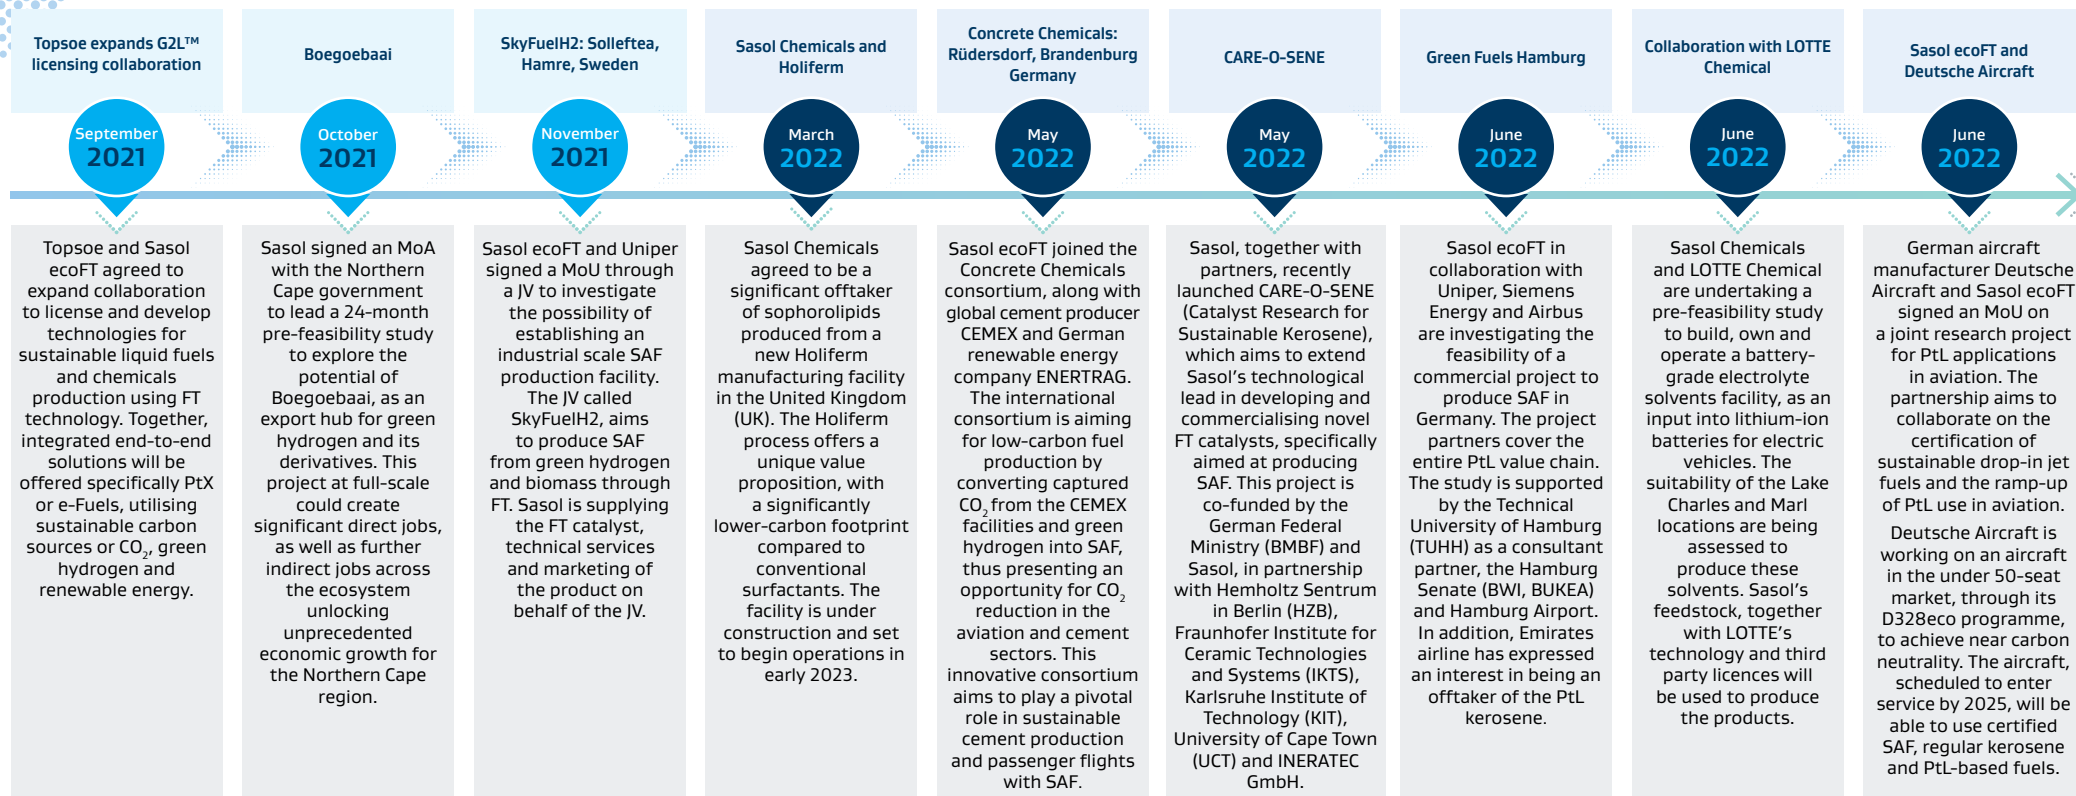 Topsoe expands G2L™
licensing collaboration
September
2021
Topsoe and Sasol
ecoFT agreed to
expand collaboration
to license and develop
technologies for
sustainable liquid fuels
and chemicals
production using FT
technology. Together,
integrated end-to-end
solutions will be
offered specifically PtX
or e-Fuels, utilising
sustainable carbon
sources or CO₂, green
hydrogen and
renewable energy.
Boegoebaai
October
2021
Sasol signed an MoA
with the Northern
Cape government
to lead a 24-month
pre-feasibility study
to explore the
potential of
Boegoebaai, as an
export hub for green
hydrogen and its
derivatives. This
project at full-scale
could create
significant direct jobs,
as well as further
indirect jobs across
the ecosystem
unlocking
unprecedented
economic growth for
the Northern Cape
region.
SkyFuelH2: Solleftea,
Hamre, Sweden
November
2021
Sasol ecoFT and Uniper
signed a MoU through
a JV to investigate
the possibility of
establishing an
industrial scale SAF
production facility.
The JV called
SkyFuelH2, aims
to produce SAF
from green hydrogen
and biomass through
FT. Sasol is supplying
the FT catalyst,
technical services
and marketing of
the product on
behalf of the JV.
Sasol Chemicals and
Holiferm
March
2022
Sasol Chemicals
agreed to be a
significant offtaker
of sophorolipids
produced from a
new Holiferm
manufacturing facility
in the United Kingdom
(UK). The Holiferm
process offers a
unique value
proposition, with
a significantly
lower-carbon footprint
compared to
conventional
surfactants. The
facility is under
construction and set
to begin operations in
early 2023.
Concrete Chemicals:
Rüdersdorf, Brandenburg
Germany
May
2022
Sasol ecoFT joined the
Concrete Chemicals
consortium, along with
global cement producer
CEMEX and German
renewable energy
company ENERTRAG.
The international
consortium is aiming
for low-carbon fuel
production by
converting captured
CO₂ from the CEMEX
facilities and green
hydrogen into SAF,
thus presenting an
opportunity for CO₂
reduction in the
aviation and cement
sectors. This
innovative consortium
aims to play a pivotal
role in sustainable
cement production
and passenger flights
with SAF.
CARE-O-SENE
May
2022
Sasol, together with
partners, recently
launched CARE-O-SENE
(Catalyst Research for
Sustainable Kerosene),
which aims to extend
Sasol's technological
lead in developing and
commercialising novel
FT catalysts, specifically
aimed at producing
SAF. This project is
co-funded by the
German Federal
Ministry (BMBF) and
Sasol, in partnership
with Hemholtz Sentrum
in Berlin (HZB),
Fraunhofer Institute for
Ceramic Technologies
and Systems (IKTS),
Karlsruhe Institute of
Technology (KIT),
University of Cape Town
(UCT) and INERATEC
GmbH.
Green Fuels Hamburg
June
2022
Sasol ecoFT in
collaboration with
Uniper, Siemens
Energy and Airbus
are investigating the
feasibility of a
commercial project to
produce SAF in
Germany. The project
partners cover the
entire PtL value chain.
The study is supported
by the Technical
University of Hamburg
(TUHH) as a consultant
partner, the Hamburg
Senate (BWI, BUKEA)
and Hamburg Airport.
In addition, Emirates
airline has expressed
an interest in being an
offtaker of the PtL
kerosene.
Collaboration with LOTTE
Chemical
June
2022
Sasol Chemicals
and LOTTE Chemical
are undertaking a
pre-feasibility study
to build, own and
operate a battery-
grade electrolyte
solvents facility, as an
input into lithium-ion
batteries for electric
vehicles. The
suitability of the Lake
Charles and Marl
locations are being
assessed to
produce these
solvents. Sasol's
feedstock, together
with LOTTE's
technology and third
party licences will
be used to produce
the products.
Sasol ecoFT and
Deutsche Aircraft
June
2022
German aircraft
manufacturer Deutsche
Aircraft and Sasol ecoFT
signed an MoU on
a joint research project
for PtL applications
in aviation. The
partnership aims to
collaborate on the
certification of
sustainable drop-in jet
fuels and the ramp-up
of PtL use in aviation.
Deutsche Aircraft is
working on an aircraft
in the under 50-seat
market, through its
D328eco programme,
to achieve near carbon
neutrality. The aircraft,
scheduled to enter
service by 2025, will be
able to use certified
SAF, regular kerosene
and PtL-based fuels.